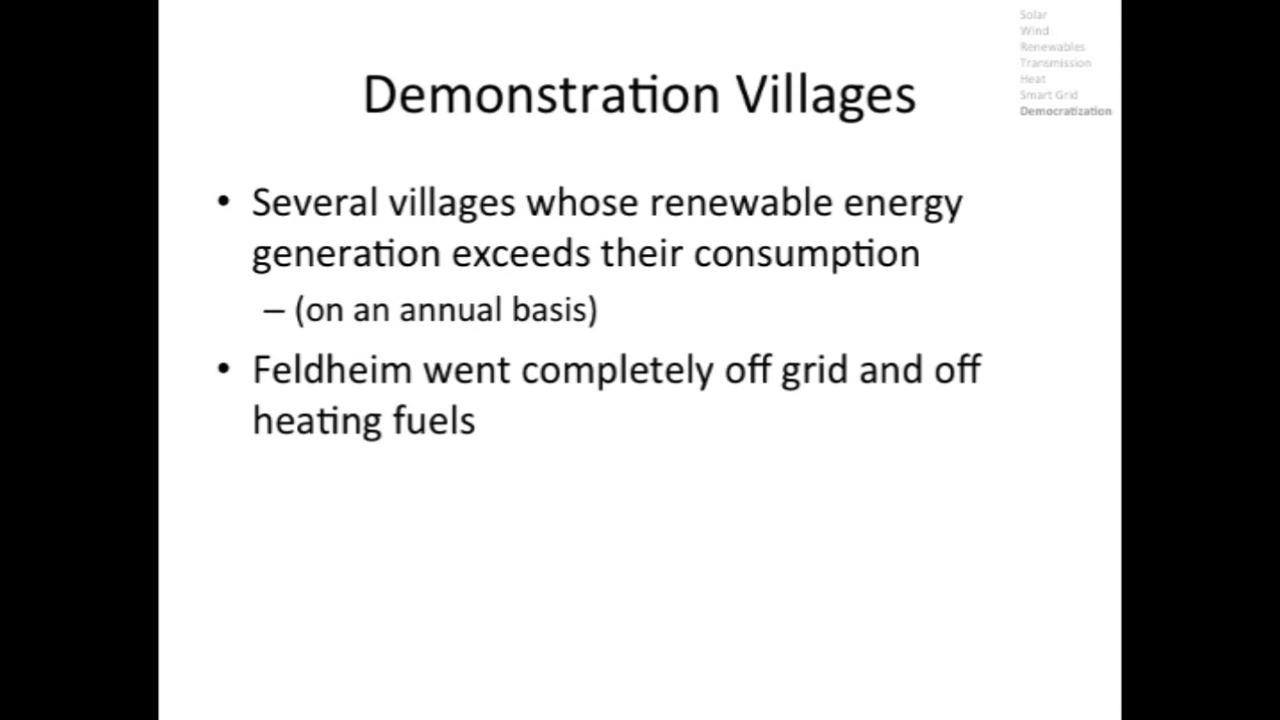 Solar
Wind
Renewables
Transmission
Heat
Smart Grid
Democratization
Demonstration Villages
• Several villages whose renewable energy
generation exceeds their consumption
– (on an annual basis)
• Feldheim went completely off grid and off
heating fuels